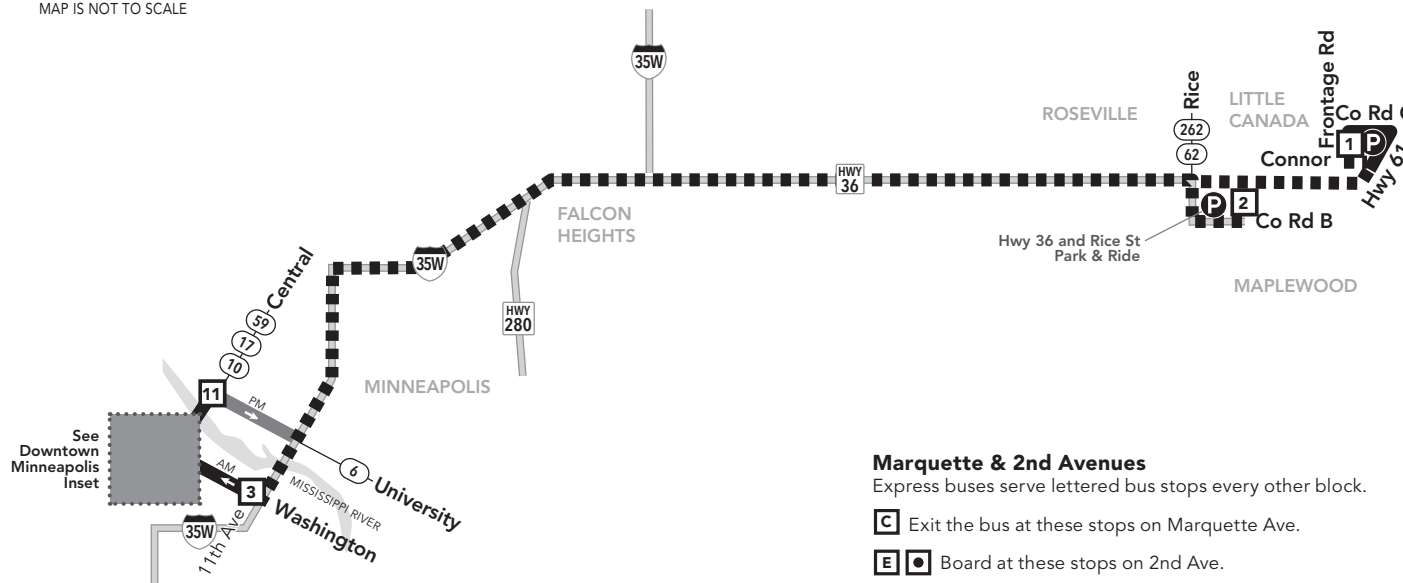 MAP IS NOT TO SCALE
35W
ROSEVILLE
Rice
262
62
LITTLE
CANADA
Frontage Rd
Co Rd
1
P
Connor
Hwy 61
HWY
36
P
2
Co Rd B
Hwy 36 and Rice St
Park & Ride
MAPLEWOOD
FALCON
HEIGHTS
35W
HWY
280
Central
59
17
10
MINNEAPOLIS
11
PM
See
Downtown
Minneapolis
Inset
AM
3
6
University
MISSISSIPPI RIVER
Washington
11th Ave
35W
Marquette & 2nd Avenues
Express buses serve lettered bus stops every other block.
C Exit the bus at these stops on Marquette Ave.
E Board at these stops on 2nd Ave.